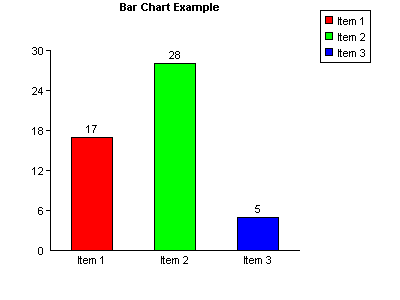 Bar Chart Example
Item 1
Item 2
Item 3
30
24
18
12
6
0
17
28
5
Item 1
Item 2
Item 3